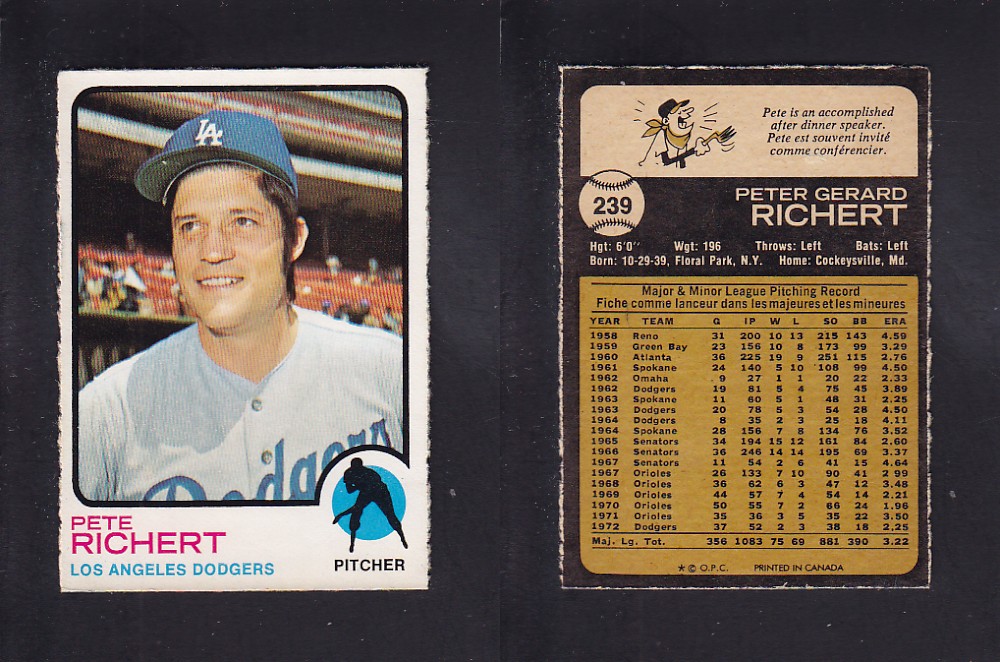 LA
Dodgers
PETE
RICHERT
LOS ANGELES DODGERS
PITCHER
Pete is an accomplished
after dinner speaker.
Pete est souvent invité
comme conférencier.
239
PETER GERARD
RICHERT
Hgt: 6'0" Wgt: 196 Throws: Left Bats: Left
Born: 10-29-39, Floral Park, N.Y. Home: Cockeysville, Md.
Major & Minor League Pitching Record
Fiche comme lanceur dans les majeures et les mineures
YEAR TEAM G IP W L SO BB ERA
1958 Reno 31 200 10 13 215 143 4.59
1959 Green Bay 23 156 10 8 173 99 3.29
1960 Atlanta 36 225 19 9 251 115 2.76
1961 Spokane 24 140 5 10 108 99 4.50
1962 Omaha 9 27 1 1 20 22 2.33
1962 Dodgers 19 81 5 4 75 45 3.89
1963 Spokane 11 60 5 1 48 31 2.25
1963 Dodgers 20 78 5 3 54 28 4.50
1964 Dodgers 8 35 2 3 25 18 4.11
1964 Spokane 28 156 7 8 134 76 3.52
1965 Senators 34 194 15 12 161 84 2.60
1966 Senators 36 246 14 14 195 69 3.37
1967 Senators 11 54 2 6 41 15 4.64
1967 Orioles 26 133 7 10 90 41 2.99
1968 Orioles 36 62 6 3 47 12 3.48
1969 Orioles 44 57 7 4 54 14 2.21
1970 Orioles 50 55 7 2 66 24 1.96
1971 Orioles 35 36 3 5 35 22 3.50
1972 Dodgers 37 52 2 3 38 18 2.25
Maj. Lg. Tot. 356 1083 75 69 881 390 3.22
* © O.P.C. PRINTED IN CANADA